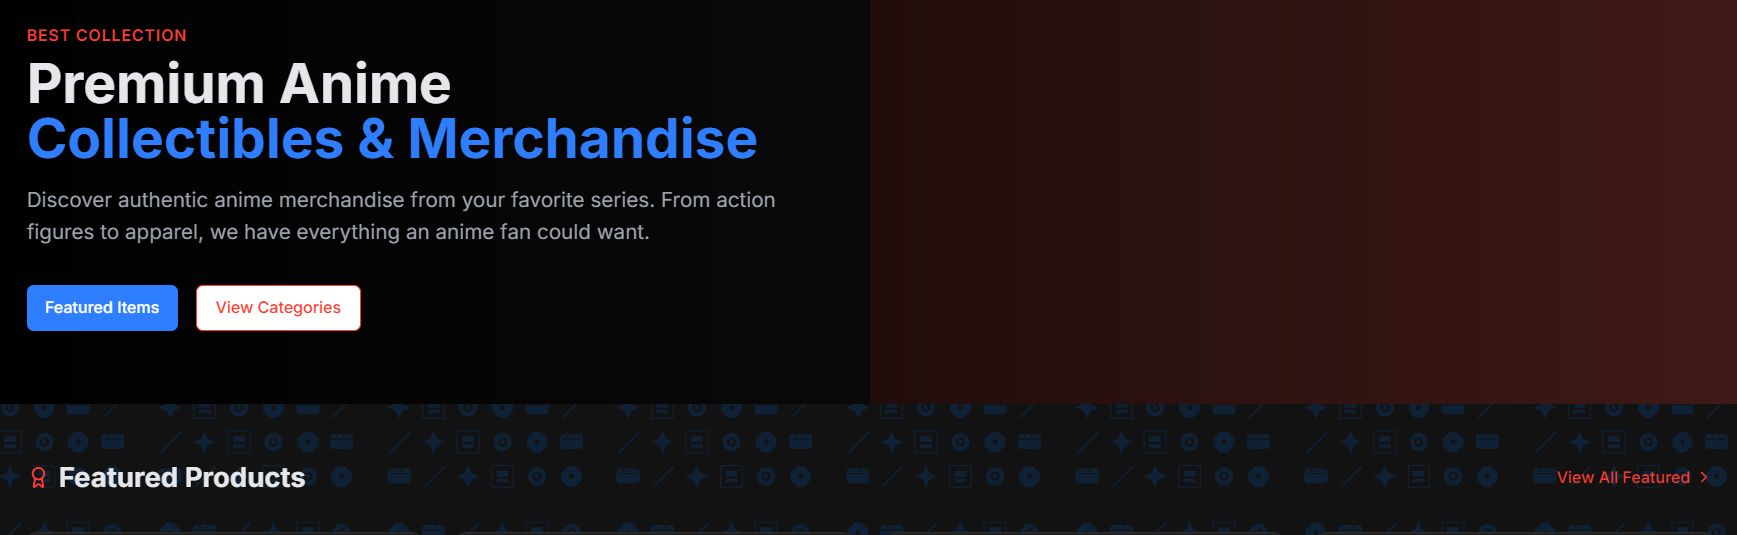 BEST COLLECTION
Premium Anime
Collectibles & Merchandise
Discover authentic anime merchandise from your favorite series. From action
figures to apparel, we have everything an anime fan could want.
Featured Items
View Categories
Featured Products
View All Featured